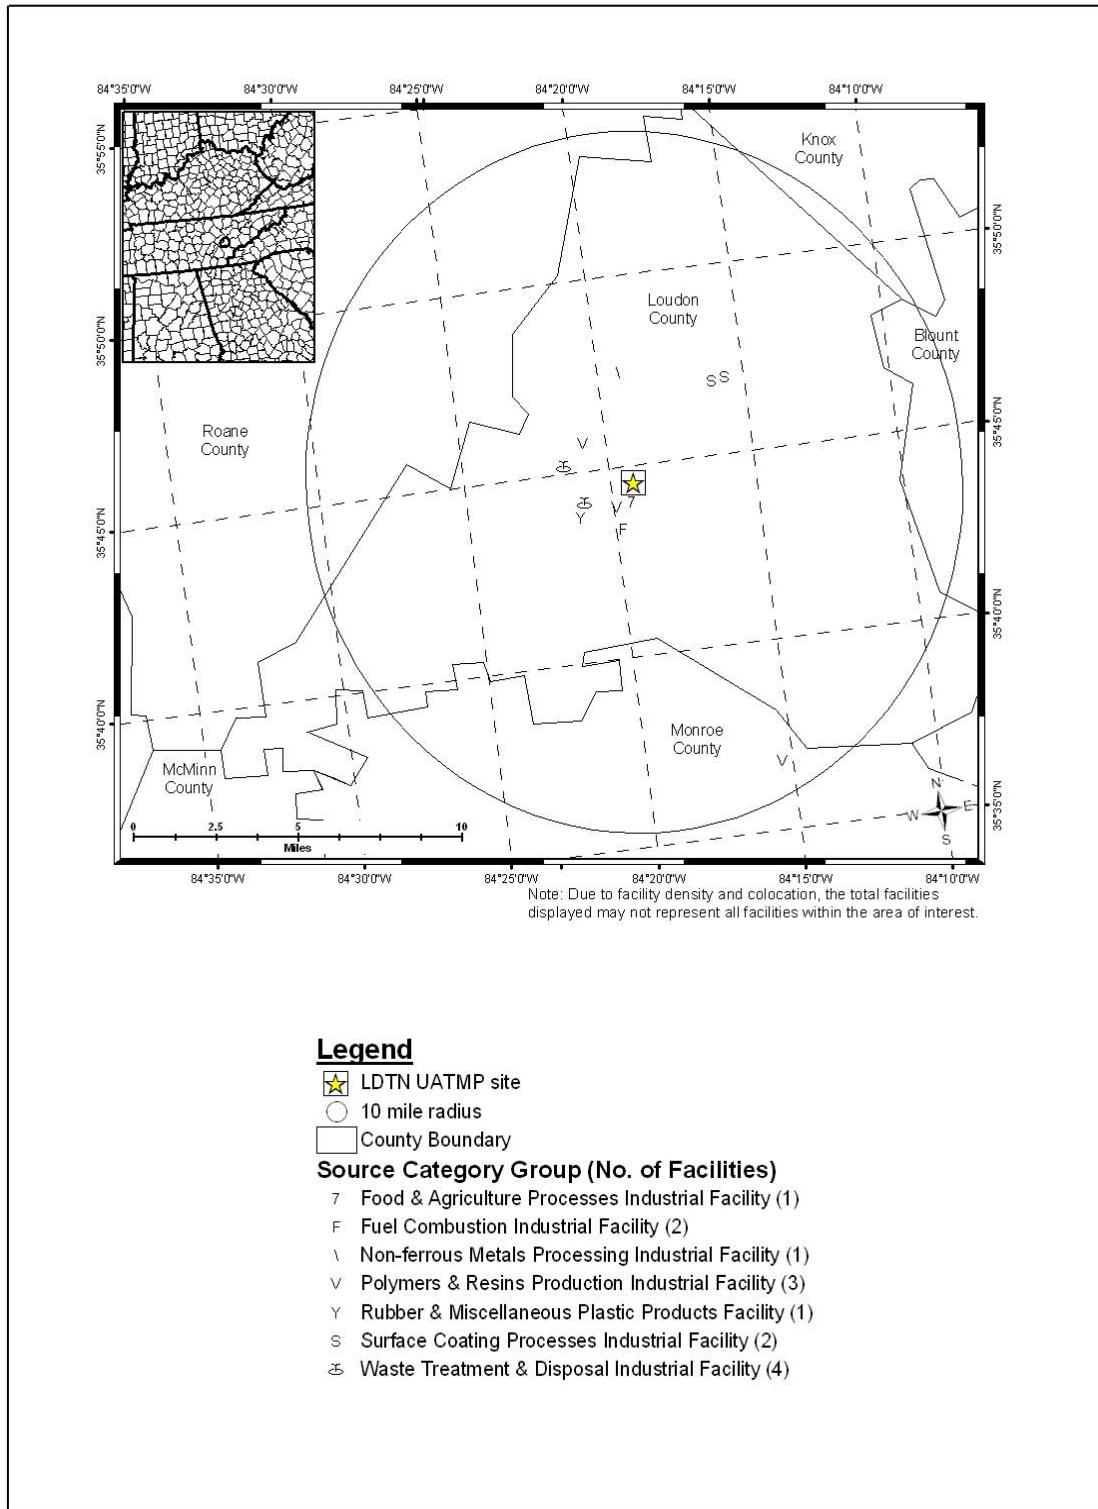 84°35'0"W 84°30'0"W 84°25'0"W 84°20'0"W 84°15'0"W 84°10'0"W
35°55'0"N
Knox
County
35°50'0"N
Loudon
County
35°50'0"N
Blount
County
S S
\
35°45'0"N
Roane
County
V
7
V
Y
F
35°45'0"N
35°40'0"N
35°40'0"N
Monroe
County
V
McMinn
County
N
W E
S
35°35'0"N
0 2.5 5 10
Miles
84°35'0"W 84°30'0"W 84°25'0"W 84°20'0"W 84°15'0"W 84°10'0"W
Note: Due to facility density and colocation, the total facilities
displayed may not represent all facilities within the area of interest.
Legend
LDTN UATMP site
10 mile radius
County Boundary
Source Category Group (No. of Facilities)
7 Food & Agriculture Processes Industrial Facility (1)
F Fuel Combustion Industrial Facility (2)
\ Non-ferrous Metals Processing Industrial Facility (1)
V Polymers & Resins Production Industrial Facility (3)
Y Rubber & Miscellaneous Plastic Products Facility (1)
S Surface Coating Processes Industrial Facility (2)
Waste Treatment & Disposal Industrial Facility (4)